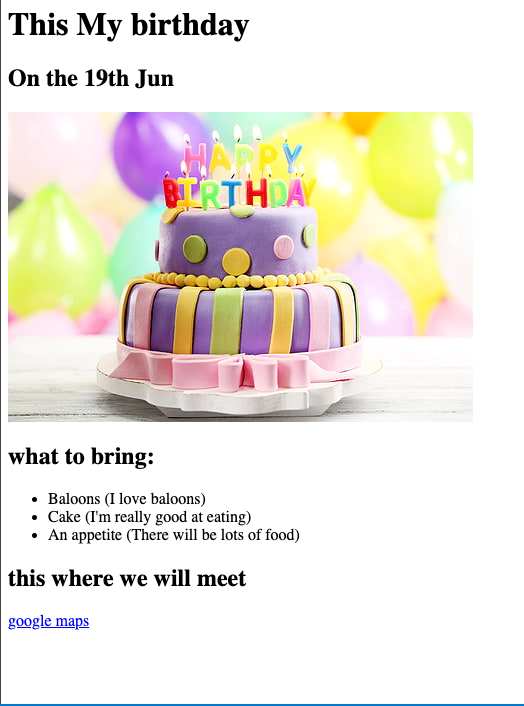 This My birthday
On the 19th Jun
HAPPY
BIRTHDAY
what to bring:
Baloons (I love baloons)
Cake (I'm really good at eating)
An appetite (There will be lots of food)
this where we will meet
google maps